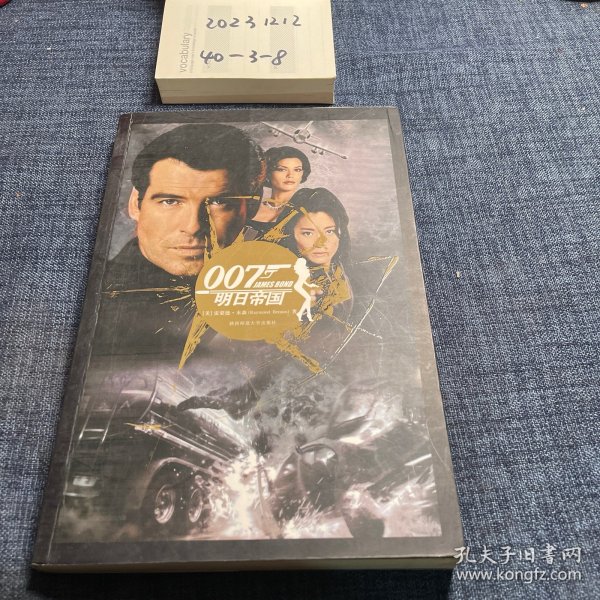 vocabulary
20231212
40-3-8
007
JAMES BOND
明日帝国
[美]雷蒙德·本森(Raymond Benson) 著
陕西师范大学出版社
孔夫子旧书网
www.kongfz.com